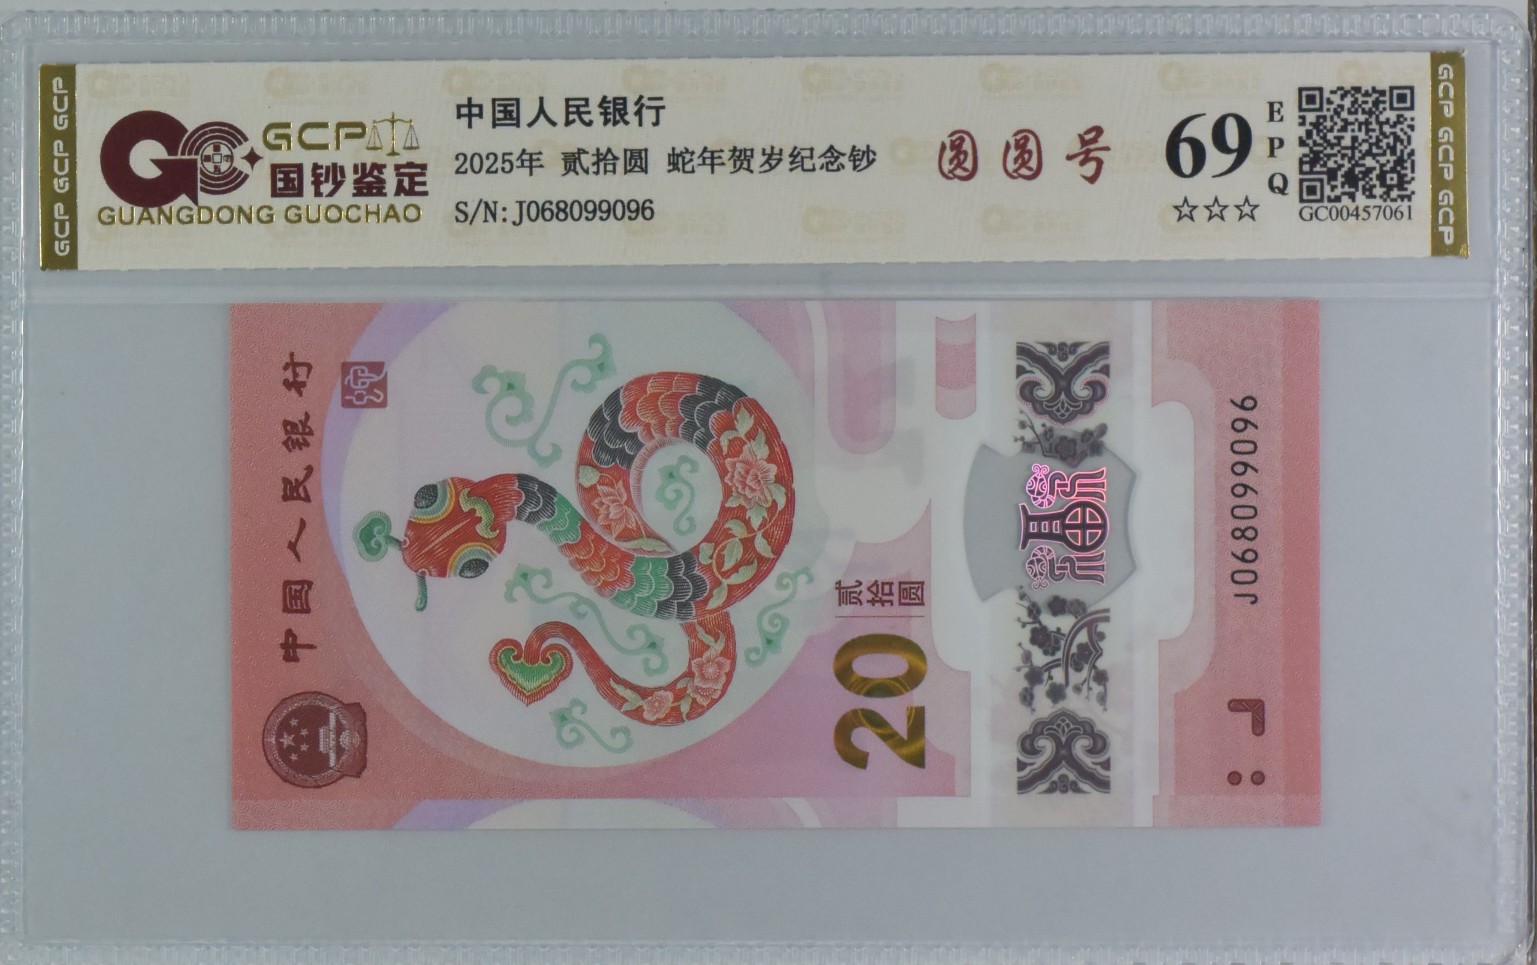 GCP GCP GCP
GCP
国钞鉴定
GUANGDONG GUOCHAO
中国人民银行
2025年 贰拾圆 蛇年贺岁纪念钞
S/N:J068099096
圆圆号
69
EPQ
☆☆☆
GC00457061
GCP GCP GCP
中国人民银行
贰拾圆
20
J068099096